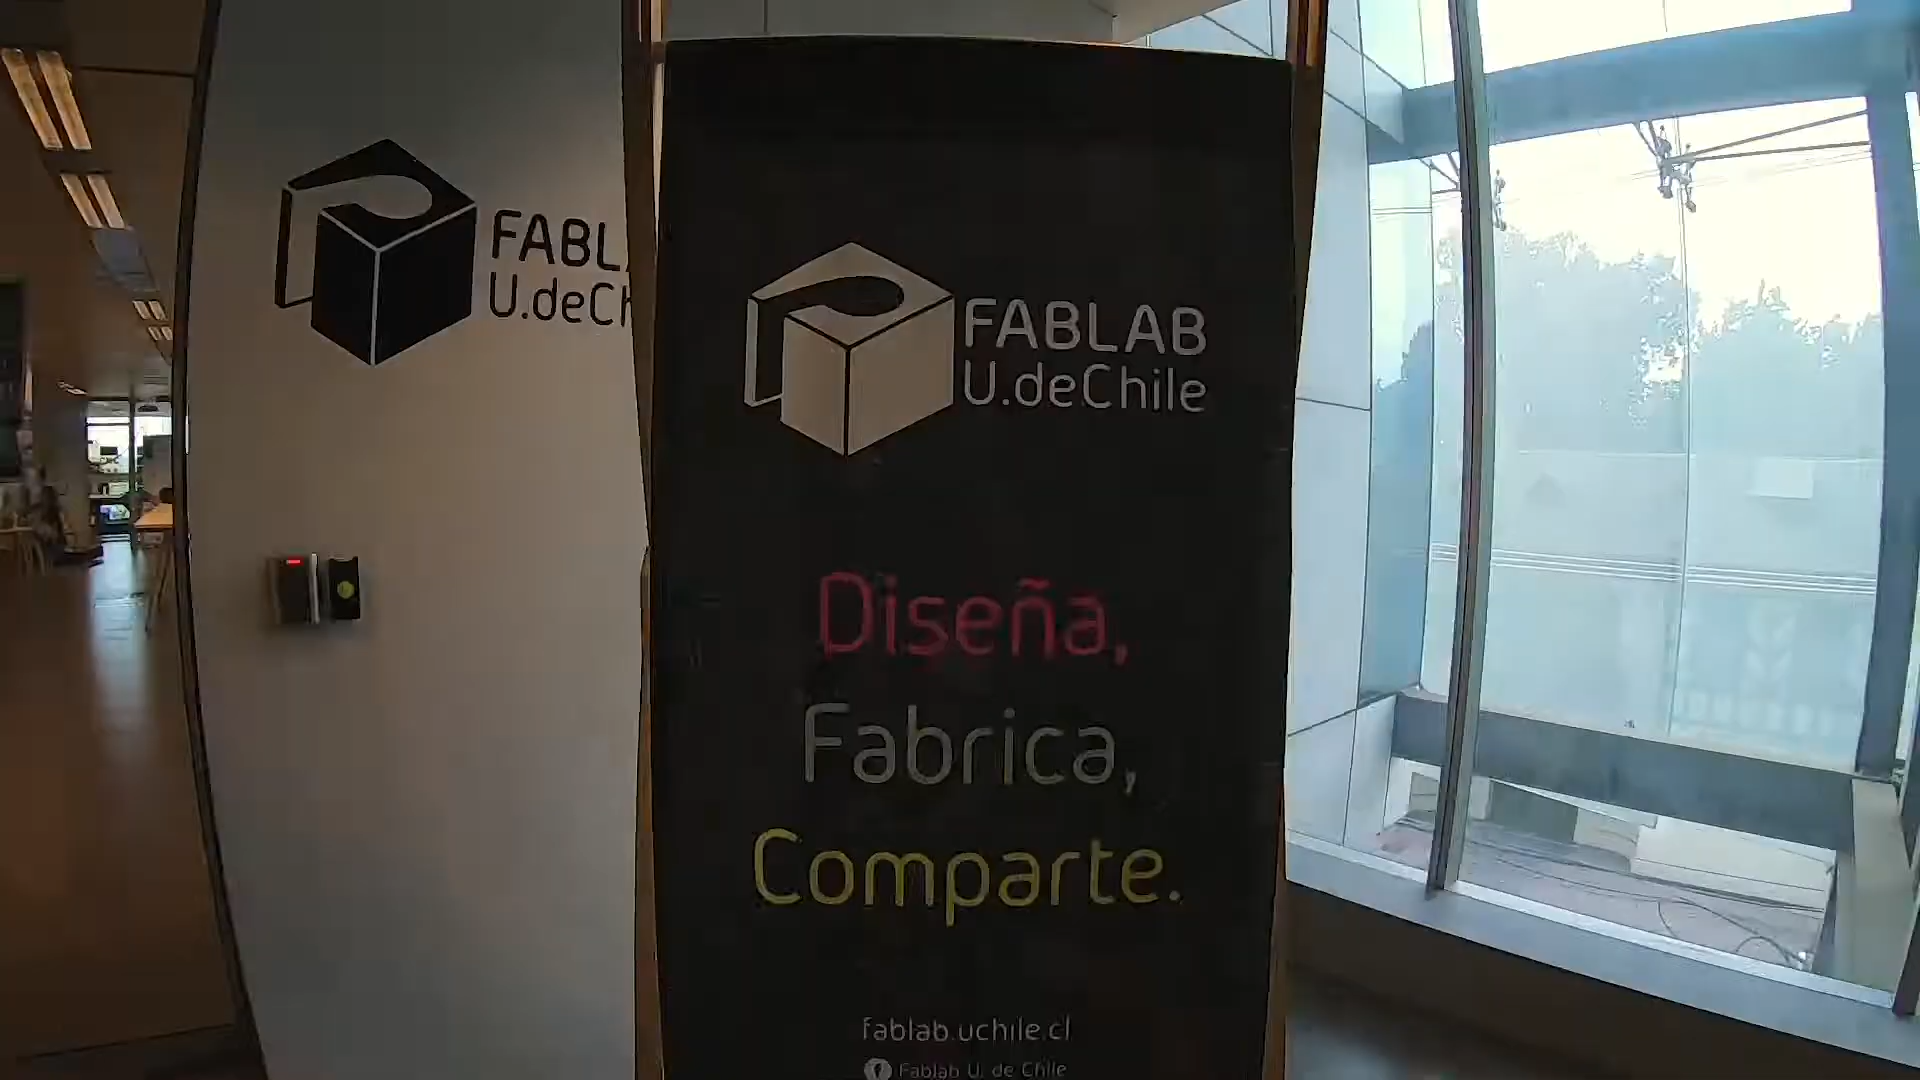 FABL
U.deCh
FABLAB
U.deChile
Diseña,
Fabrica,
Comparte.
fablab.uchile.cl
Fablab U. de Chile